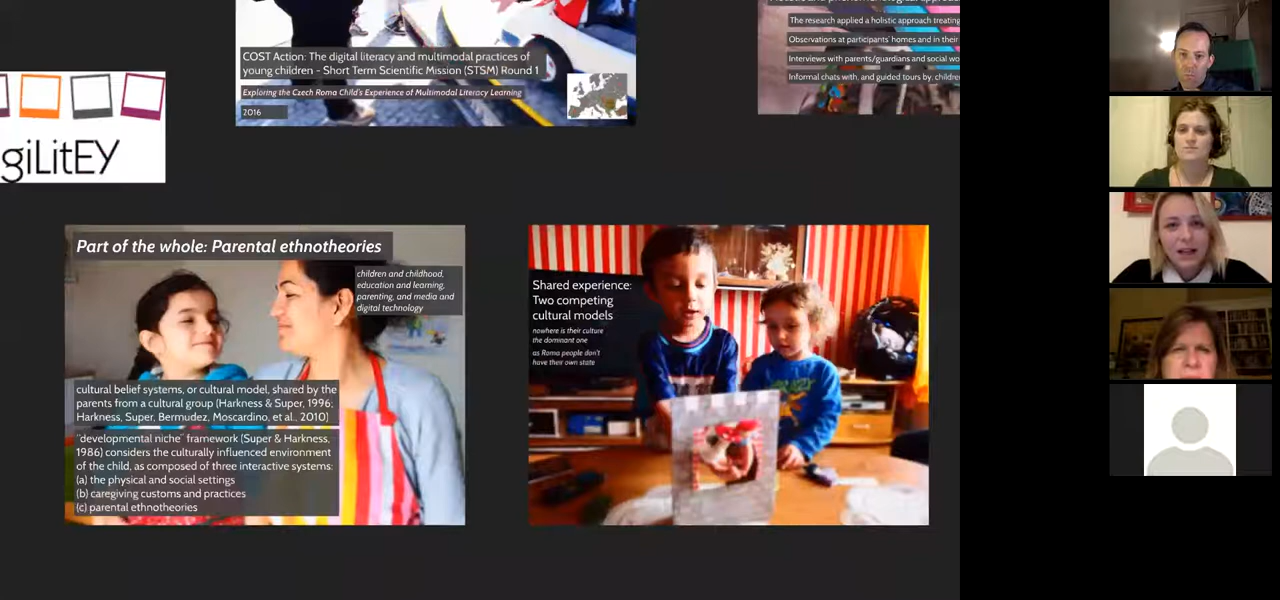 COST Action: The digital literacy and multimodal practices of
young children - Short Term Scientific Mission (STSM) Round 1
Exploring the Czech Roma Child's Experience of Multimodal Literacy Learning
2016
The research applied a holistic approach treating
Observations at participants' homes and in their
Interviews with parents/guardians and social wo
Informal chats with, and guided tours by, childre
giLitEY
Part of the whole: Parental ethnotheories
children and childhood,
education and learning,
parenting, and media and
digital technology
cultural belief systems, or cultural model, shared by the
parents from a cultural group (Harkness & Super, 1996;
Harkness, Super, Bermudez, Moscardino, et al., 2010)
"developmental niche" framework (Super & Harkness,
1986) considers the culturally influenced environment
of the child, as composed of three interactive systems:
(a) the physical and social settings
(b) caregiving customs and practices
(c) parental ethnotheories
Shared experience:
Two competing
cultural models
nowhere is their culture
the dominant one
as Roma people don't
have their own state